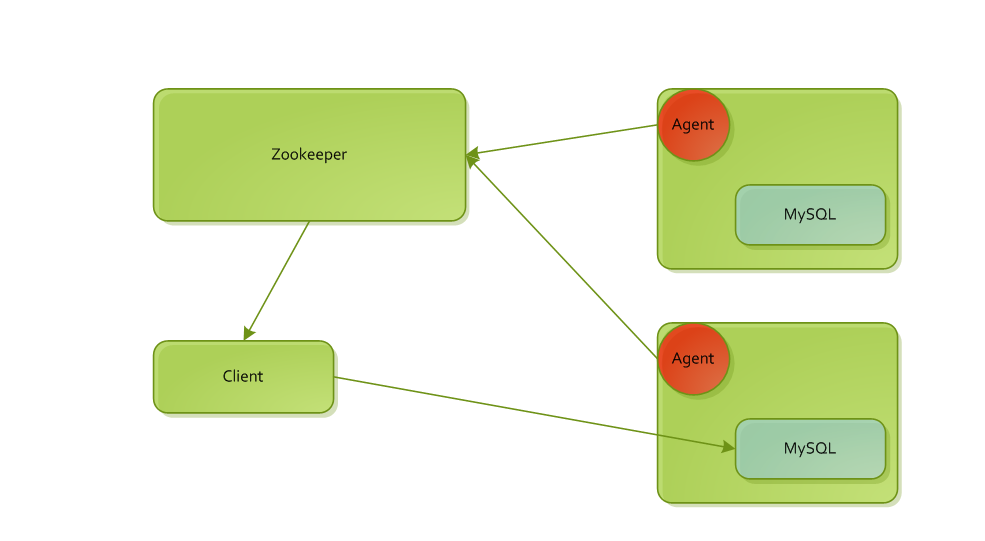 Zookeeper
Agent
MySQL
Client
Agent
MySQL